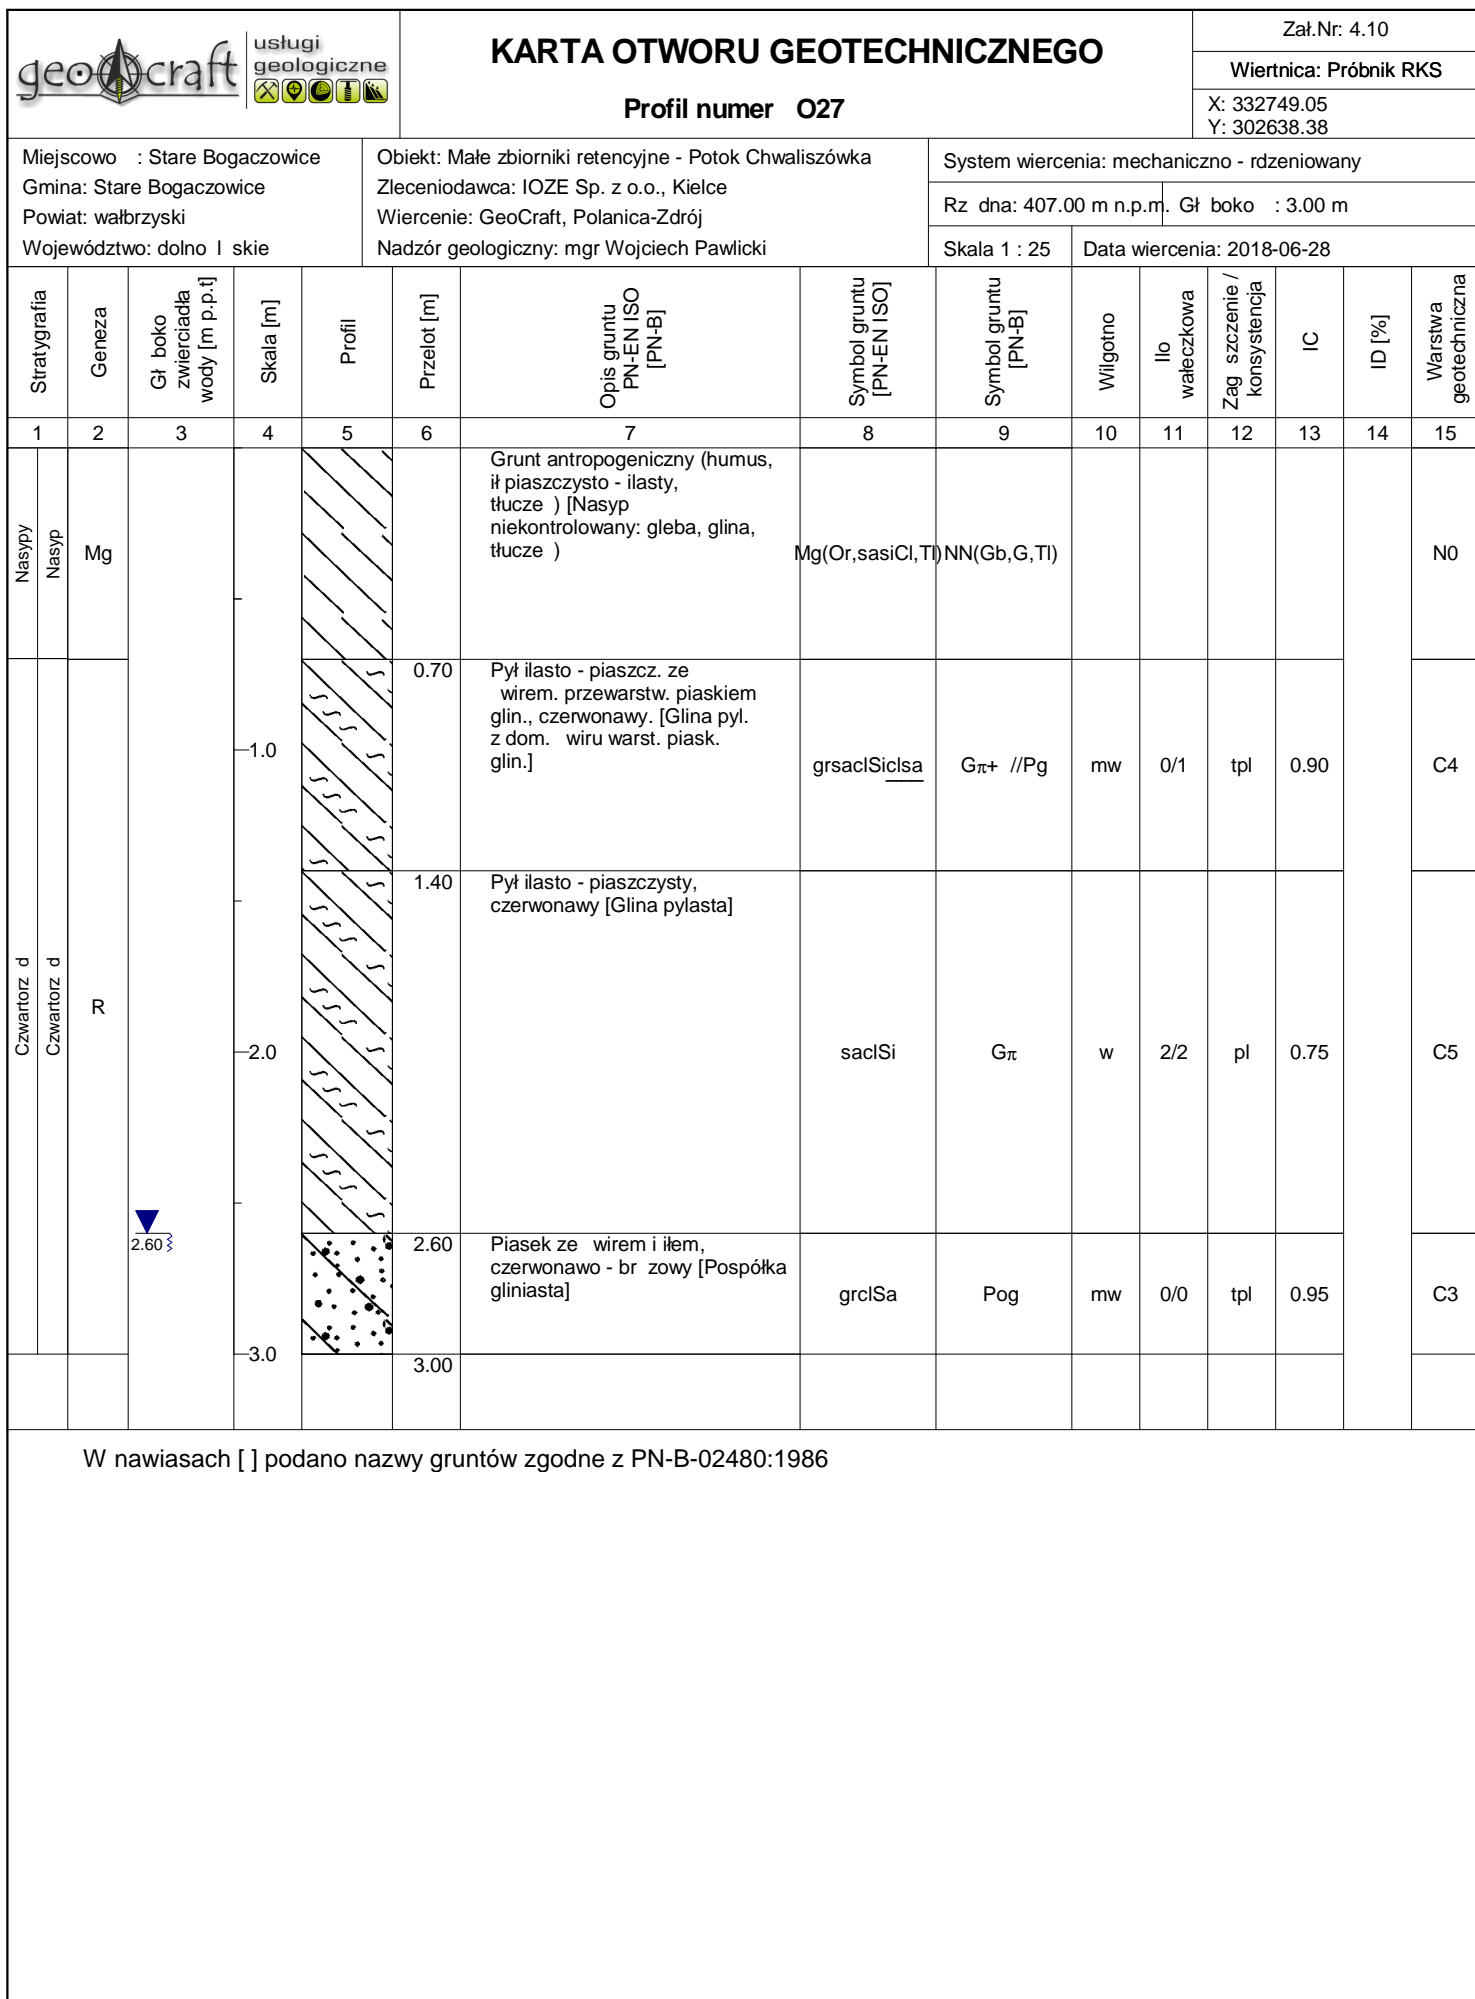 geocraft
usługi
geologiczne
KARTA OTWORU GEOTECHNICZNEGO
Profil numer O27
Zał.Nr: 4.10
Wiertnica: Próbnik RKS
X: 332749.05
Y: 302638.38
Miejscowo : Stare Bogaczowice
Gmina: Stare Bogaczowice
Powiat: wałbrzyski
Województwo: dolno l skie
Obiekt: Małe zbiorniki retencyjne - Potok Chwaliszówka
Zleceniodawca: IOZE Sp. z o.o., Kielce
Wiercenie: GeoCraft, Polanica-Zdrój
Nadzór geologiczny: mgr Wojciech Pawlicki
System wiercenia: mechaniczno - rdzeniowany
Rz dna: 407.00 m n.p.m. Gł boko : 3.00 m
Skala 1 : 25 Data wiercenia: 2018-06-28
Stratygrafia
Geneza
Gł boko
zwierciadła
wody [m p.p.t]
Skala [m]
Profil
Przelot [m]
Opis gruntu
PN-EN ISO
[PN-B]
Symbol gruntu
[PN-EN ISO]
Symbol gruntu
[PN-B]
Wilgotno
Ilo
wałeczkowa
Zag szczenie /
konsystencja
IC
ID [%]
Warstwa
geotechniczna
1 2 3 4 5 6 7 8 9 10 11 12 13 14 15
Nasypy
Nasyp
Mg
Grunt antropogeniczny (humus,
ił piaszczysto - ilasty,
tłucze ) [Nasyp
niekontrolowany: gleba, glina,
tłucze )
Mg(Or,sasiCl,Tl) NN(Gb,G,Tl) N0
0.70
Pył ilasto - piaszcz. ze
wirem. przewarstw. piaskiem
glin., czerwonawy. [Glina pyl.
z dom. wiru warst. piask.
glin.]
1.0
grsaclSiclsa Gπ+ //Pg mw 0/1 tpl 0.90 C4
1.40
Pył ilasto - piaszczysty,
czerwonawy [Glina pylasta]
Czwartorz d
Czwartorz d
R
2.0
saclSi Gπ w 2/2 pl 0.75 C5
2.60
2.60
Piasek ze wirem i iłem,
czerwonawo - br zowy [Pospółka
gliniasta]
grclSa Pog mw 0/0 tpl 0.95 C3
3.0
3.00
W nawiasach [ ] podano nazwy gruntów zgodne z PN-B-02480:1986